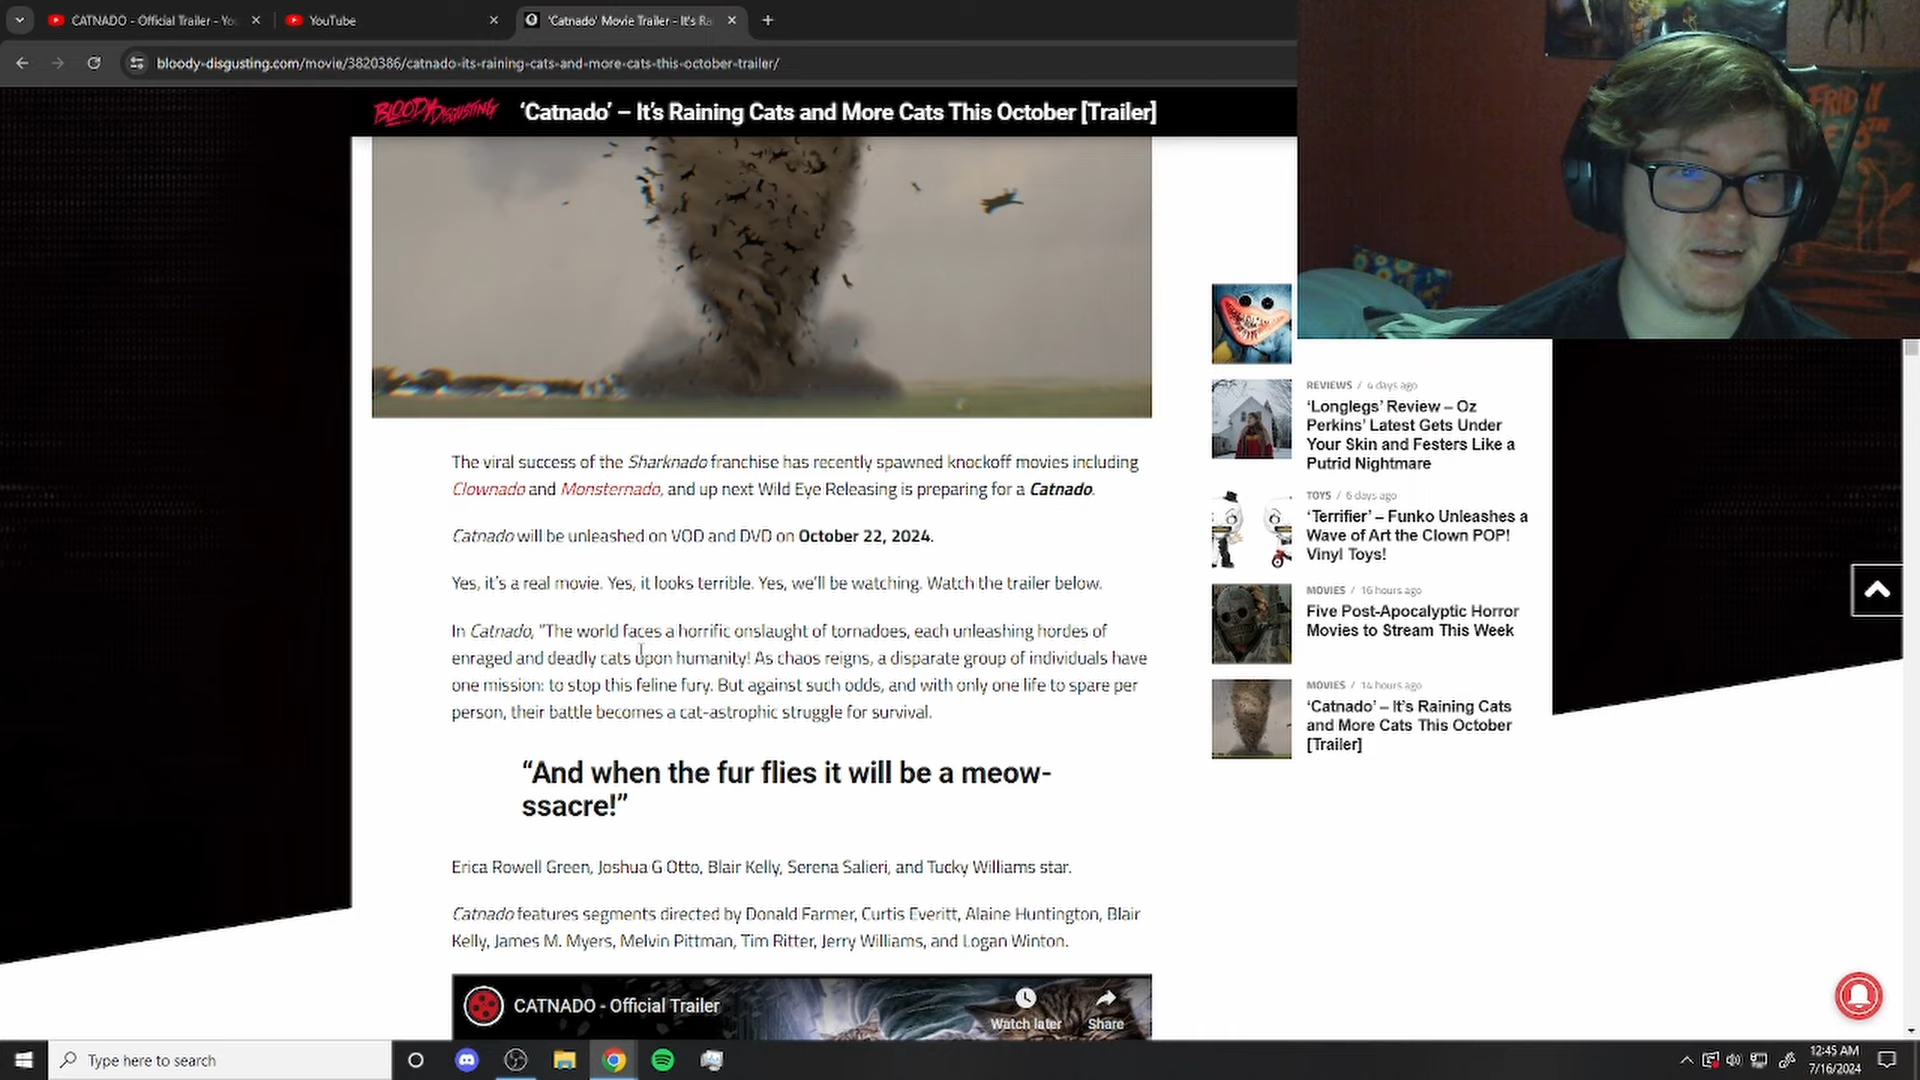 CATNADO - Official Trailer - Yo
YouTube
'Catnado' Movie Trailer - It's Ra
bloody-disgusting.com/movie/3820386/catnado-its-raining-cats-and-more-cats-this-october-trailer/
BLOODY DISGUSTING
‘Catnado’ – It’s Raining Cats and More Cats This October [Trailer]
The viral success of the Sharknado franchise has recently spawned knockoff movies including
Clownado and Monsternado, and up next Wild Eye Releasing is preparing for a Catnado.
Catnado will be unleashed on VOD and DVD on October 22, 2024.
Yes, it’s a real movie. Yes, it looks terrible. Yes, we’ll be watching. Watch the trailer below.
In Catnado, “The world faces a horrific onslaught of tornadoes, each unleashing hordes of
enraged and deadly cats upon humanity! As chaos reigns, a disparate group of individuals have
one mission: to stop this feline fury. But against such odds, and with only one life to spare per
person, their battle becomes a cat-astrophic struggle for survival.
“And when the fur flies it will be a meow-
ssacre!”
Erica Rowell Green, Joshua G Otto, Blair Kelly, Serena Salieri, and Tucky Williams star.
Catnado features segments directed by Donald Farmer, Curtis Everitt, Alaine Huntington, Blair
Kelly, James M. Myers, Melvin Pittman, Tim Ritter, Jerry Williams, and Logan Winton.
CATNADO - Official Trailer
Watch later
Share
REVIEWS / 4 days ago
‘Longlegs’ Review – Oz
Perkins’ Latest Gets Under
Your Skin and Festers Like a
Putrid Nightmare
TOYS / 6 days ago
‘Terrifier’ – Funko Unleashes a
Wave of Art the Clown POP!
Vinyl Toys!
MOVIES / 16 hours ago
Five Post-Apocalyptic Horror
Movies to Stream This Week
MOVIES / 14 hours ago
‘Catnado’ – It’s Raining Cats
and More Cats This October
[Trailer]
FRIDAY
Type here to search
12:45 AM
7/16/2024